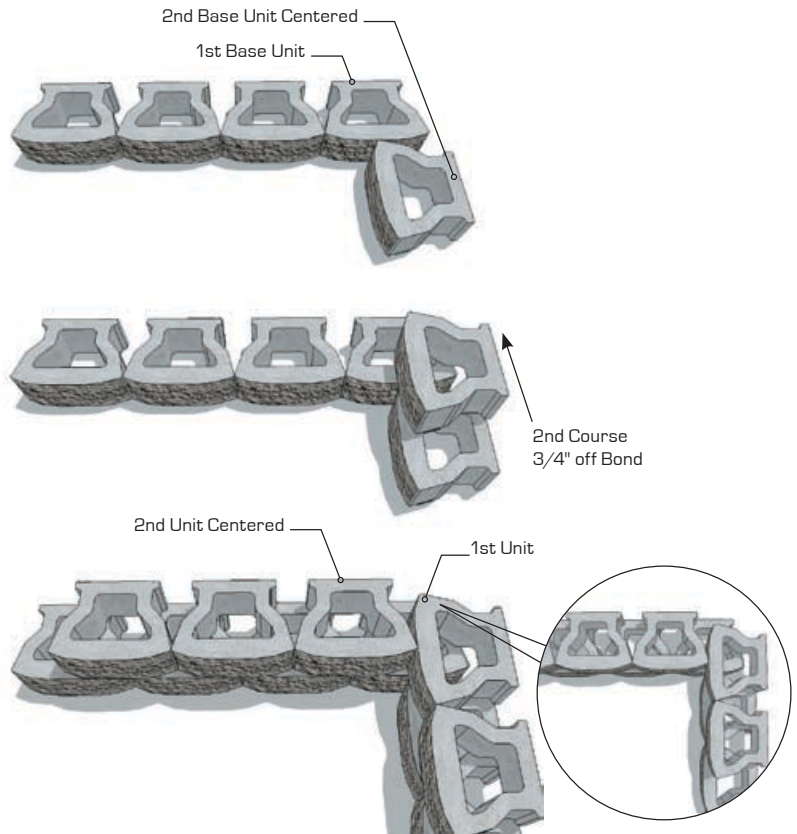 2nd Base Unit Centered
1st Base Unit
2nd Course
3/4" off Bond
2nd Unit Centered
1st Unit